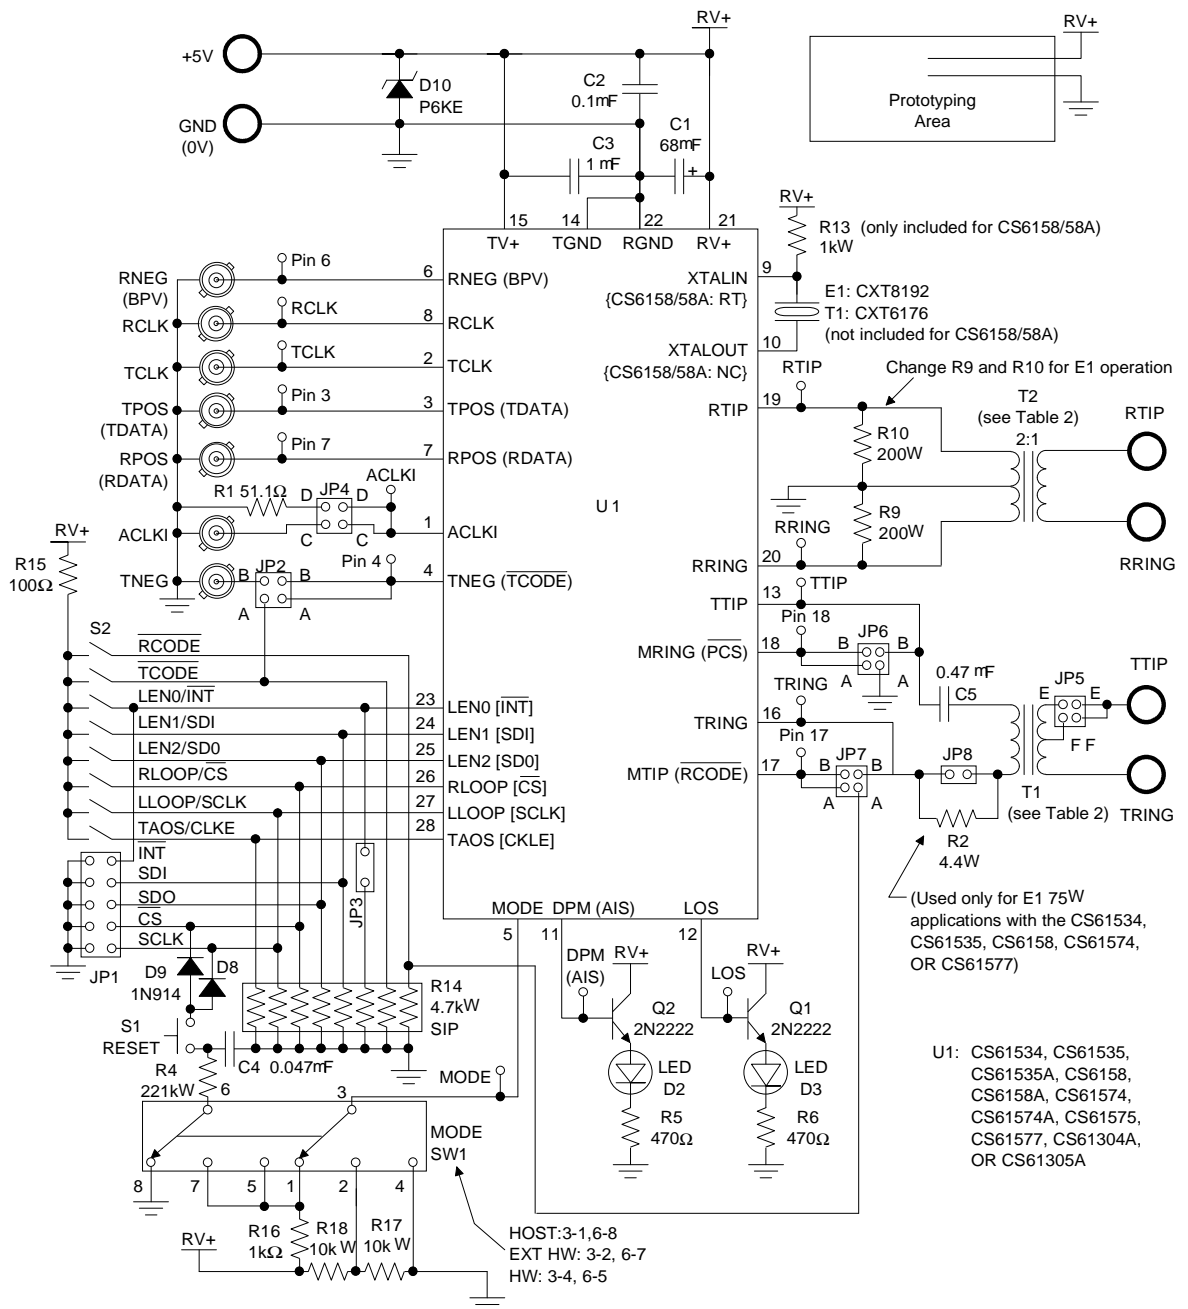 RV+
RV+
+5V
D10
P6KE
C2
0.1mF
Prototyping
Area
GND
(0V)
C3
1 mF
C1
68mF
+
RV+
15
14
22
21
R13 (only included for CS6158/58A)
1kW
TV+
TGND
RGND
RV+
RNEG
(BPV)
Pin 6
6
RNEG (BPV)
XTALIN
9
{CS6158/58A: RT}
E1: CXT8192
T1: CXT6176
(not included for CS6158/58A)
RCLK
RCLK
8
RCLK
XTALOUT
10
{CS6158/58A: NC}
TCLK
TCLK
2
TCLK
RTIP
Change R9 and R10 for E1 operation
TPOS
(TDATA)
Pin 3
3
TPOS (TDATA)
RTIP
19
T2
(see Table 2)
2:1
RTIP
RPOS
(RDATA)
Pin 7
7
RPOS (RDATA)
R10
200W
R1 51.1Ω
D
JP4
D
ACLKI
U1
R9
200W
ACLKI
C
C
1
ACLKI
RRING
RV+
R15
100Ω
TNEG
B
JP2
B
Pin 4
4
TNEG (TCODE)
RRING
20
RRING
A
A
TTIP
13
TTIP
Pin 18
S2
RCODE
MRING (PCS)
18
B
JP6
B
A
A
TCODE
0.47 mF
C5
JP5
E
E
TTIP
LEN0/INT
23
LEN0 [INT]
TRING
LEN1/SDI
24
LEN1 [SDI]
TRING
16
F F
LEN2/SD0
25
LEN2 [SD0]
Pin 17
RLOOP/CS
26
RLOOP [CS]
MTIP (RCODE)
17
B
JP7
B
JP8
A
A
T1
(see Table 2)
TRING
LLOOP/SCLK
27
LLOOP [SCLK]
TAOS/CLKE
28
TAOS [CKLE]
R2
4.4W
INT
SDI
SDO
CS
SCLK
JP1
JP3
(Used only for E1 75W
applications with the CS61534,
CS61535, CS6158, CS61574,
OR CS61577)
MODE
DPM (AIS)
LOS
5
11
12
D9
1N914
D8
R14
4.7kW
SIP
DPM
(AIS)
RV+
Q2
2N2222
LOS
RV+
Q1
2N2222
S1
RESET
C4
0.047mF
R4
221kW
LED
D2
LED
D3
MODE
R5
470Ω
R6
470Ω
U1: CS61534, CS61535,
CS61535A, CS6158,
CS6158A, CS61574,
CS61574A, CS61575,
CS61577, CS61304A,
OR CS61305A
6
3
MODE
SW1
8
7
5
1
2
4
RV+
R16
1kΩ
R18
10k W
R17
10k W
HOST:3-1,6-8
EXT HW: 3-2, 6-7
HW: 3-4, 6-5